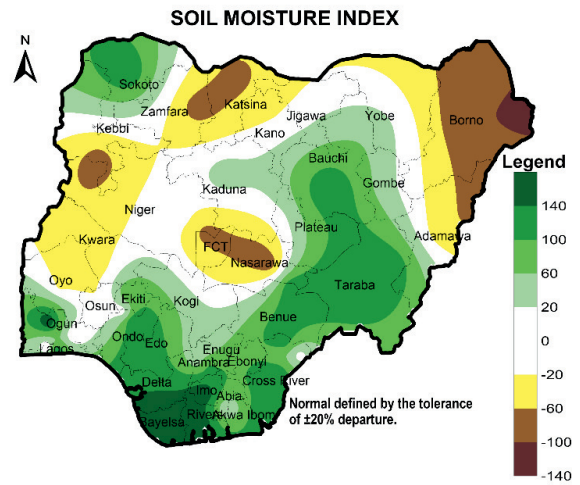 SOIL MOISTURE INDEX
N
Sokoto
Zamfara
Katsina
Kebbi
Jigawa
Yobe
Borno
Kano
Bauchi
Gombe
Kaduna
Niger
Plateau
Adamawa
Kwara
FCT
Nasarawa
Taraba
Oyo
Osun
Ekiti
Kogi
Benue
Ogun
Lagos
Ondo
Edo
Enugu
Anambra
Ebonyi
Delta
Imo
Abia
Cross River
Bayelsa
Rivers
Akwa Ibom
Normal defined by the tolerance
of ±20% departure.
Legend
140
100
60
20
0
-20
-60
-100
-140